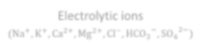 Electrolytic ions
(Na⁺, K⁺, Ca²⁺, Mg²⁺, Cl⁻, HCO₃⁻, SO₄²⁻)